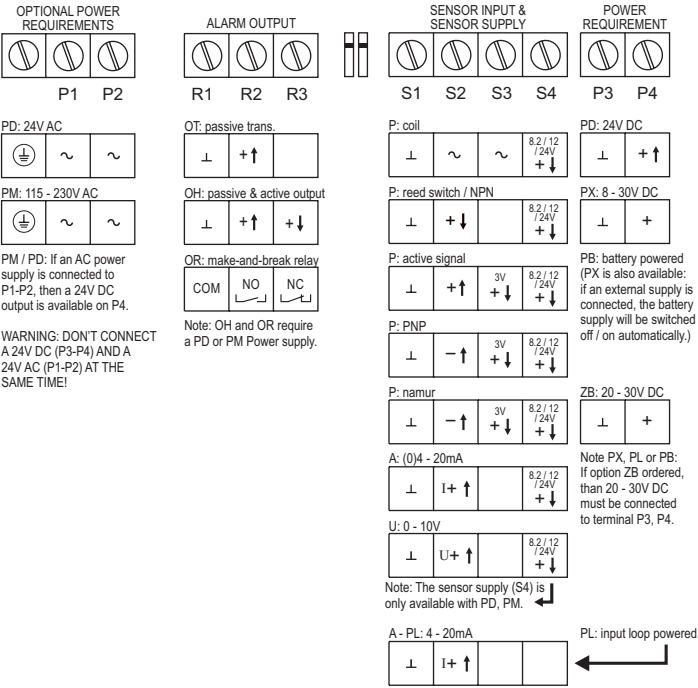 OPTIONAL POWER
REQUIREMENTS
P1 P2
PD: 24V AC
PM: 115 - 230V AC
PM / PD: If an AC power
supply is connected to
P1-P2, then a 24V DC
output is available on P4.
WARNING: DON'T CONNECT
A 24V DC (P3-P4) AND A
24V AC (P1-P2) AT THE
SAME TIME!
ALARM OUTPUT
R1 R2 R3
OT: passive trans.
+
OH: passive & active output
+ +
OR: make-and-break relay
COM NO NC
Note: OH and OR require
a PD or PM Power supply.
SENSOR INPUT &
SENSOR SUPPLY
S1 S2 S3 S4
P: coil
8.2 / 12
/ 24V
+
P: reed switch / NPN
+ 8.2 / 12
/ 24V
+
P: active signal
+ 3V + 8.2 / 12
/ 24V
+
P: PNP
– 3V + 8.2 / 12
/ 24V
+
P: namur
– 3V + 8.2 / 12
/ 24V
+
A: (0)4 - 20mA
I+ 8.2 / 12
/ 24V
+
U: 0 - 10V
U+ 8.2 / 12
/ 24V
+
Note: The sensor supply (S4) is
only available with PD, PM.
A - PL: 4 - 20mA
I+
POWER
REQUIREMENT
P3 P4
PD: 24V DC
+
PX: 8 - 30V DC
+
PB: battery powered
(PX is also available:
if an external supply is
connected, the battery
supply will be switched
off / on automatically.)
ZB: 20 - 30V DC
+
Note PX, PL or PB:
If option ZB ordered,
than 20 - 30V DC
must be connected
to terminal P3, P4.
PL: input loop powered